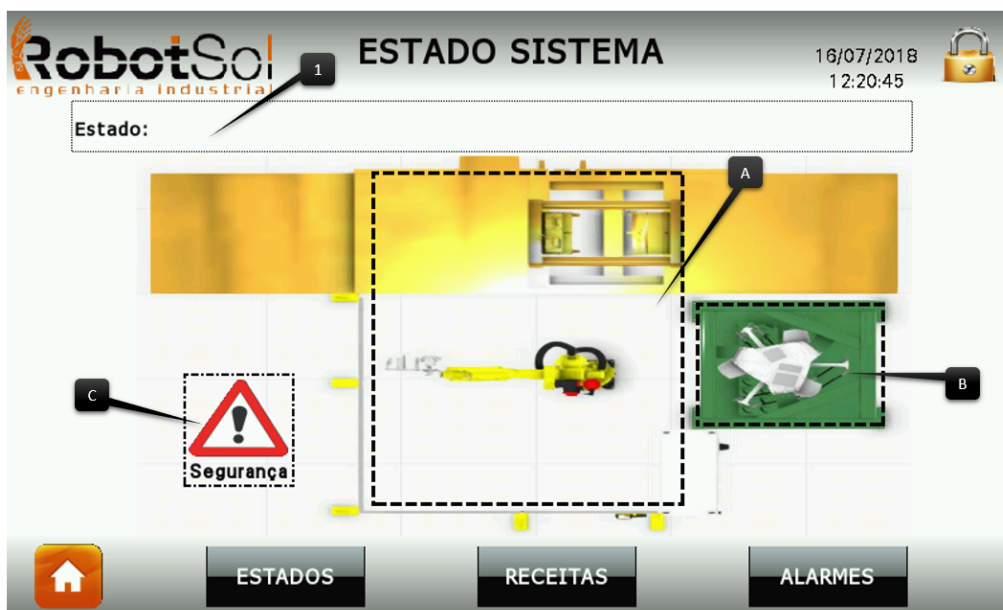 RobotSol
engenharia industrial
1
ESTADO SISTEMA
16/07/2018
12:20:45
Estado:
A
B
C
Segurança
ESTADOS
RECEITAS
ALARMES